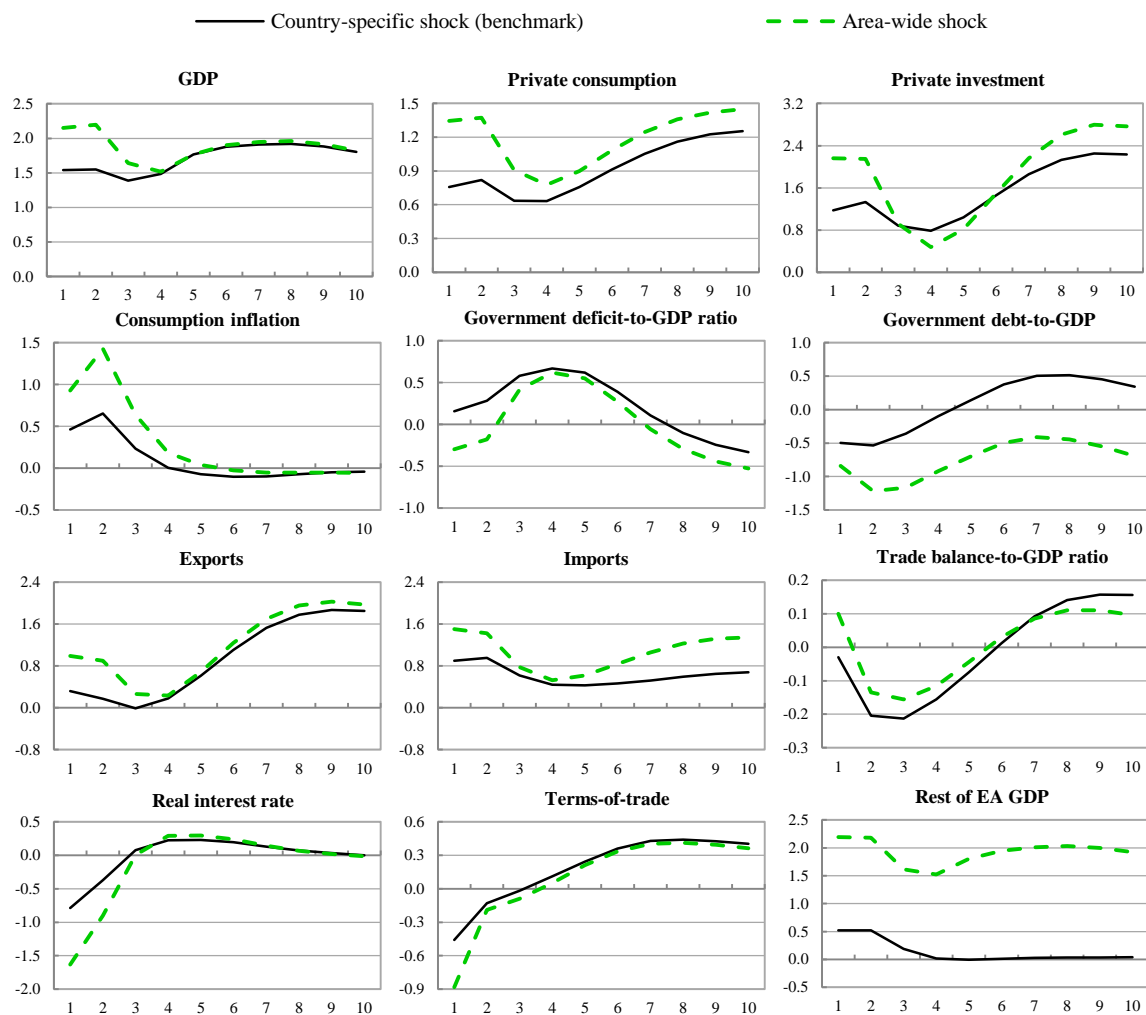 Country-specific shock (benchmark) Area-wide shock
GDP Private consumption Private investment
2.5 1.5 3.2
2.0 1.2 2.4
1.5 0.9 1.6
1.0 0.6 0.8
0.5 0.3
0.0 0.0 0.0
1 2 3 4 5 6 7 8 9 10 1 2 3 4 5 6 7 8 9 10 1 2 3 4 5 6 7 8 9 10
Consumption inflation Government deficit-to-GDP ratio Government debt-to-GDP
1.5 1.0 1.0
1.0 0.5 0.5
0.5 0.0 0.0
0.0 -0.5 -0.5
-0.5 -1.0 -1.0
-1.5
1 2 3 4 5 6 7 8 9 10 1 2 3 4 5 6 7 8 9 10 1 2 3 4 5 6 7 8 9 10
Exports Imports Trade balance-to-GDP ratio
2.4 2.4 0.2
1.6 1.6 0.1
0.8 0.8 0.0
0.0 0.0 -0.1
-0.8 -0.8 -0.2
-0.3
1 2 3 4 5 6 7 8 9 10 1 2 3 4 5 6 7 8 9 10 1 2 3 4 5 6 7 8 9 10
Real interest rate Terms-of-trade Rest of EA GDP
0.5 0.6 2.5
0.0 0.3 2.0
-0.5 0.0 1.5
-1.0 -0.3 1.0
-1.5 -0.6 0.5
-2.0 -0.9 0.0
-0.5
1 2 3 4 5 6 7 8 9 10 1 2 3 4 5 6 7 8 9 10 1 2 3 4 5 6 7 8 9 10